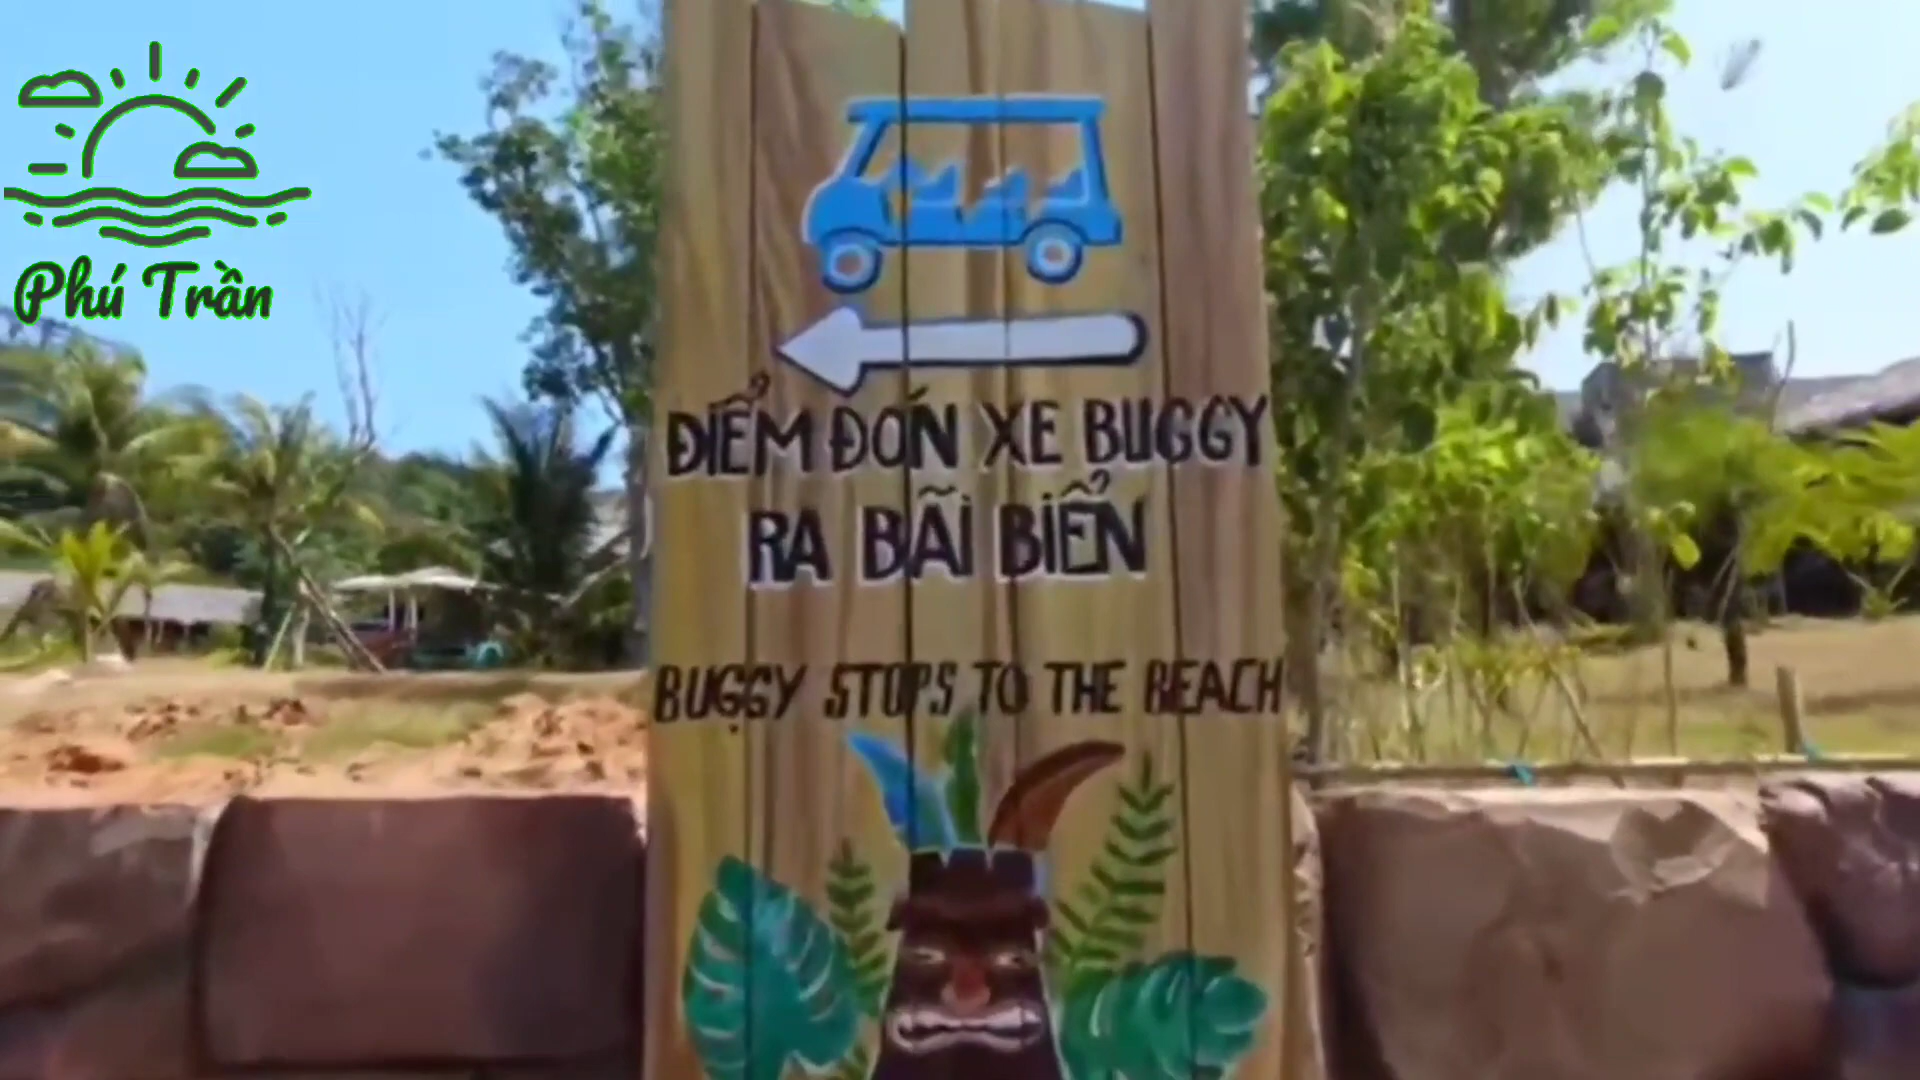 Phú Trần
ĐIỂM ĐÓN XE BUGGY
RA BÃI BIỂN
BUGGY STOPS TO THE BEACH